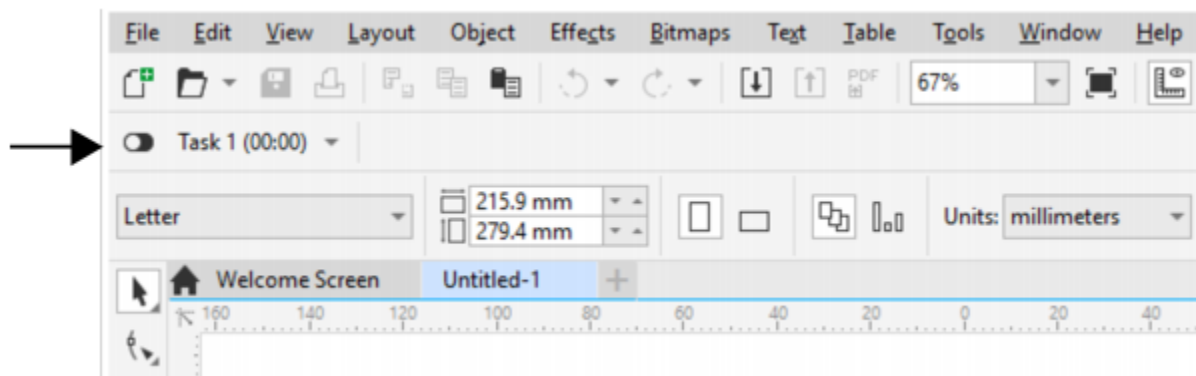 File Edit View Layout Object Effects Bitmaps Text Table Tools Window Help
PDF 67%
Task 1 (00:00)
Letter 215.9 mm Units: millimeters
279.4 mm
Welcome Screen Untitled-1
160 140 120 100 80 60 40 20 0 20 40